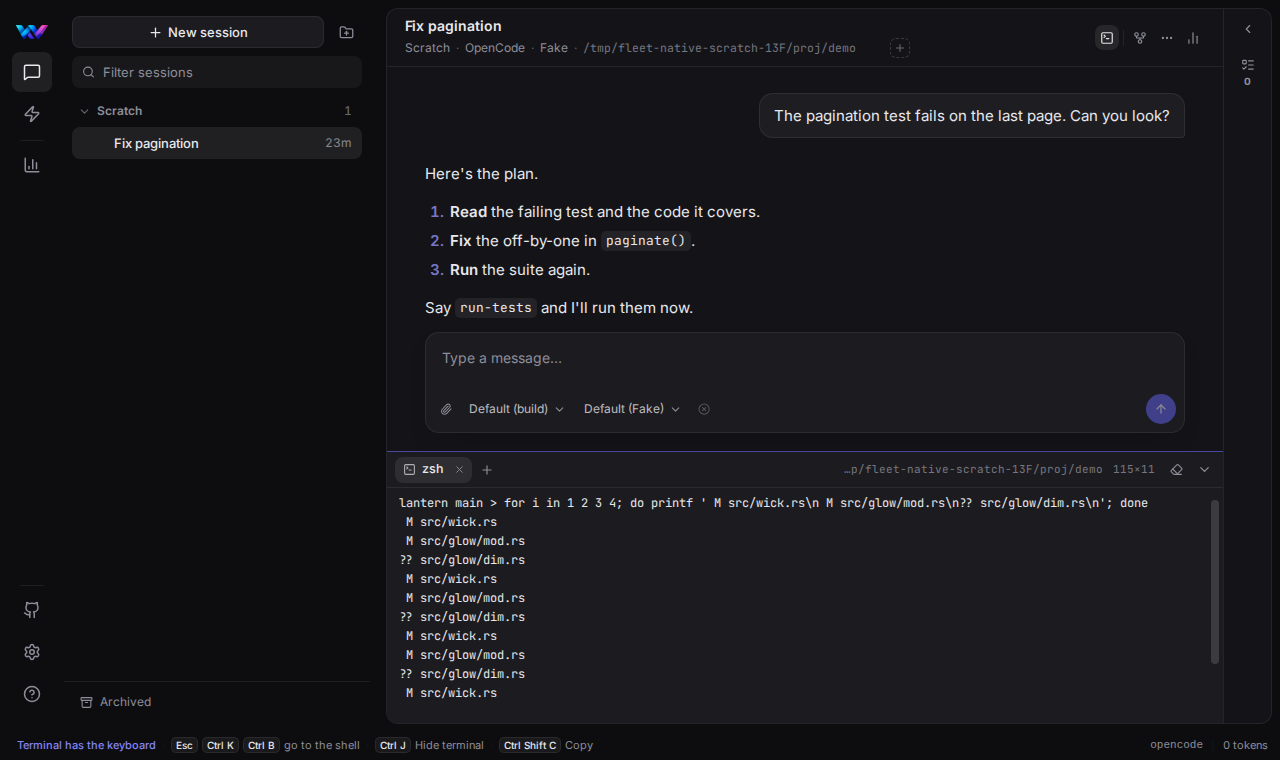 New session
Filter sessions
Scratch 1
Fix pagination 23m
Archived
Fix pagination
Scratch · OpenCode · Fake · /tmp/fleet-native-scratch-13F/proj/demo
0
The pagination test fails on the last page. Can you look?
Here's the plan.
1. Read the failing test and the code it covers.
2. Fix the off-by-one in paginate().
3. Run the suite again.
Say run-tests and I'll run them now.
Type a message...
Default (build) Default (Fake)
zsh …p/fleet-native-scratch-13F/proj/demo 115×11
lantern main > for i in 1 2 3 4; do printf ' M src/wick.rs\n M src/glow/mod.rs\n?? src/glow/dim.rs\n'; done
 M src/wick.rs
 M src/glow/mod.rs
?? src/glow/dim.rs
 M src/wick.rs
 M src/glow/mod.rs
?? src/glow/dim.rs
 M src/wick.rs
 M src/glow/mod.rs
?? src/glow/dim.rs
 M src/wick.rs
Terminal has the keyboard Esc Ctrl K Ctrl B go to the shell Ctrl J Hide terminal Ctrl Shift C Copy opencode 0 tokens